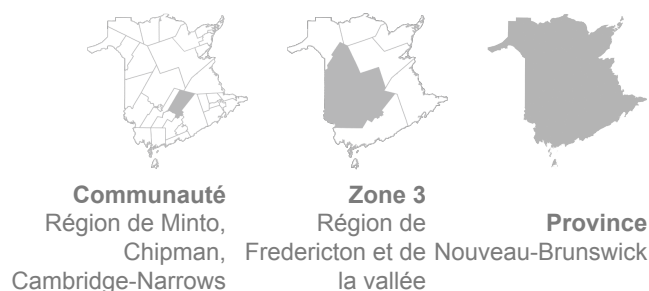 Communauté
Région de Minto,
Chipman,
Cambridge-Narrows
Zone 3
Région de
Fredericton et de
la vallée
Province
Nouveau-Brunswick